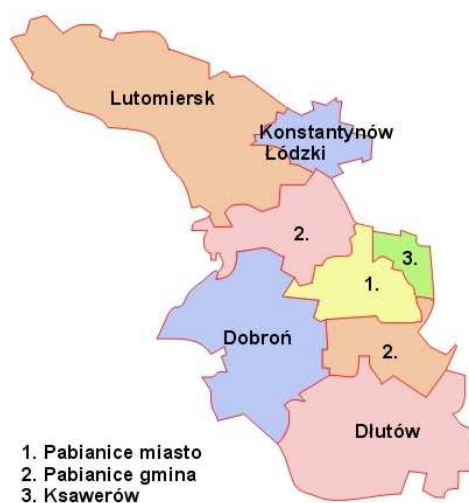 Lutomiersk
Konstantynów
Łódzki
2.
3.
1.
Dobroń
2.
Dłutów
1. Pabianice miasto
2. Pabianice gmina
3. Ksawerów